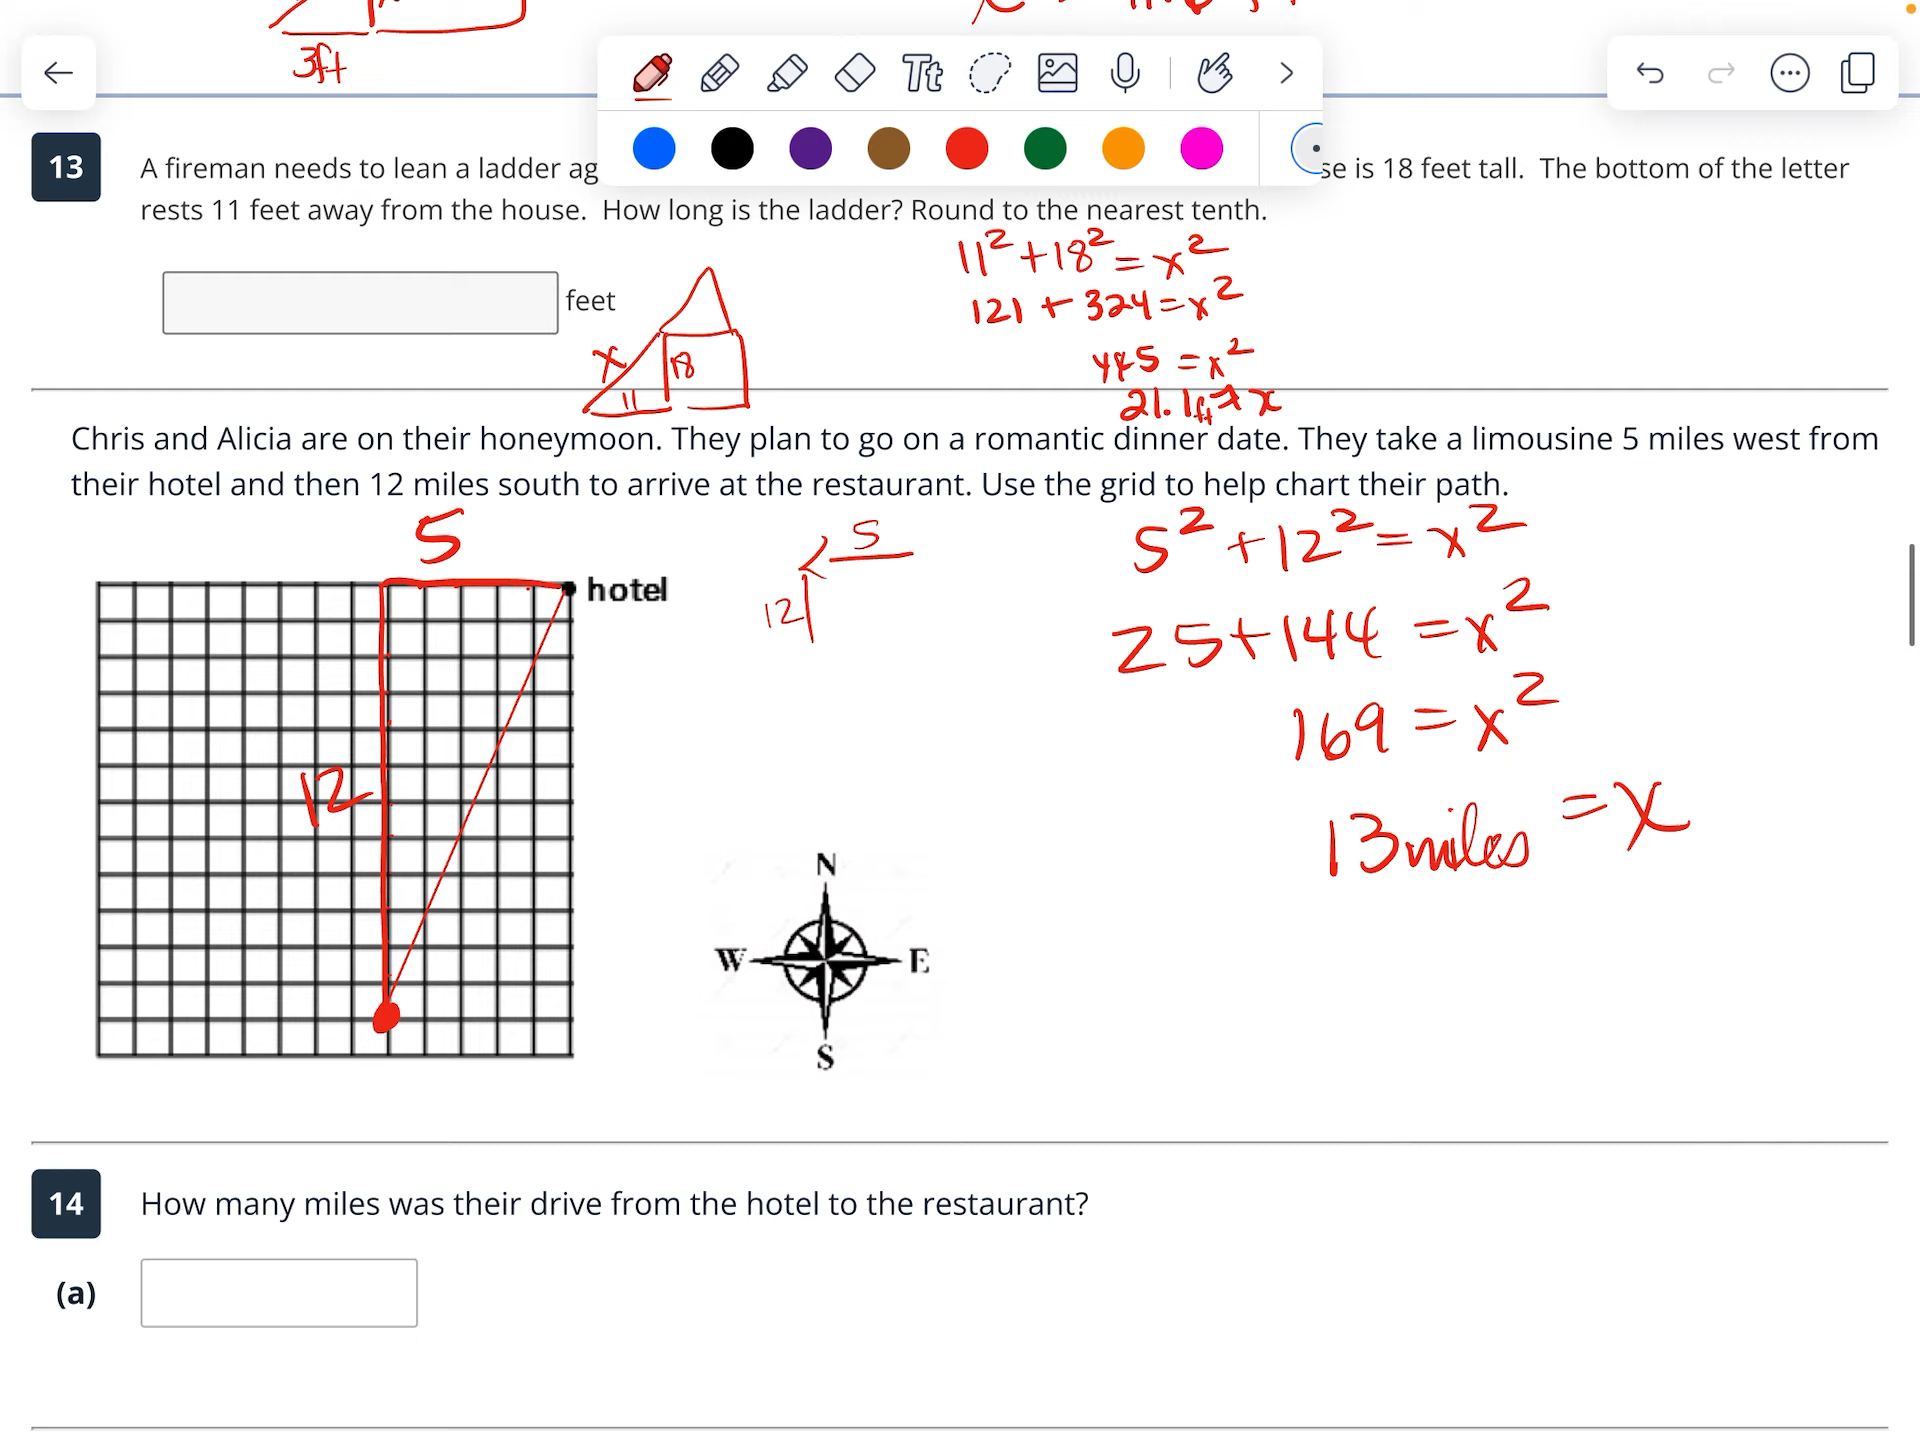 3ft
Tt
13
A fireman needs to lean a ladder ag
se is 18 feet tall. The bottom of the letter
rests 11 feet away from the house. How long is the ladder? Round to the nearest tenth.
feet
x
18
11
11² + 18² = x²
121 + 324 = x²
445 = x²
21.1ft = x
Chris and Alicia are on their honeymoon. They plan to go on a romantic dinner date. They take a limousine 5 miles west from
their hotel and then 12 miles south to arrive at the restaurant. Use the grid to help chart their path.
5
hotel
12
5
12
5² + 12² = x²
25 + 144 = x²
169 = x²
13 miles = x
N
W E
S
14
How many miles was their drive from the hotel to the restaurant?
(a)